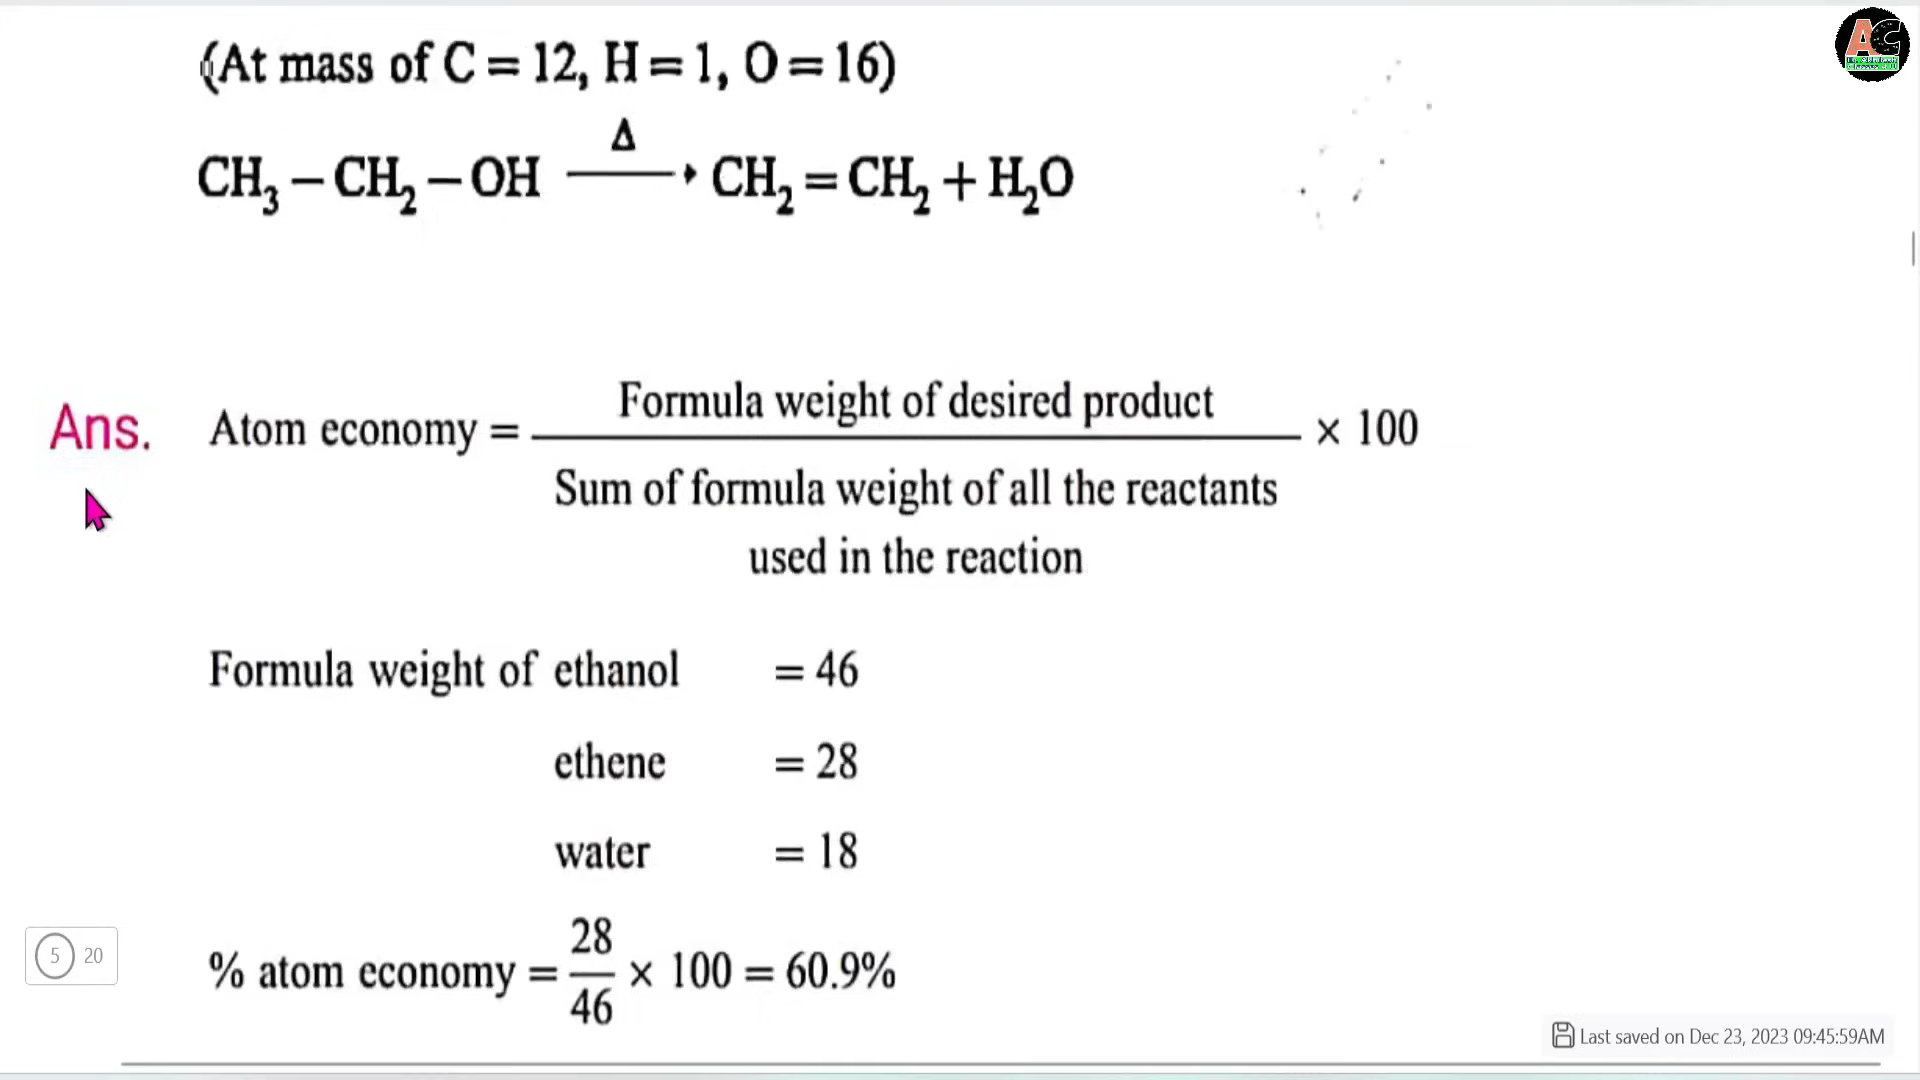 AC
(At mass of C = 12, H = 1, O = 16)
Δ
CH₃ – CH₂ – OH ⟶ CH₂ = CH₂ + H₂O
Formula weight of desired product
Ans. Atom economy = × 100
Sum of formula weight of all the reactants
used in the reaction
Formula weight of ethanol = 46
ethene = 28
water = 18
28
% atom economy = × 100 = 60.9%
46
5 20
Last saved on Dec 23, 2023 09:45:59AM